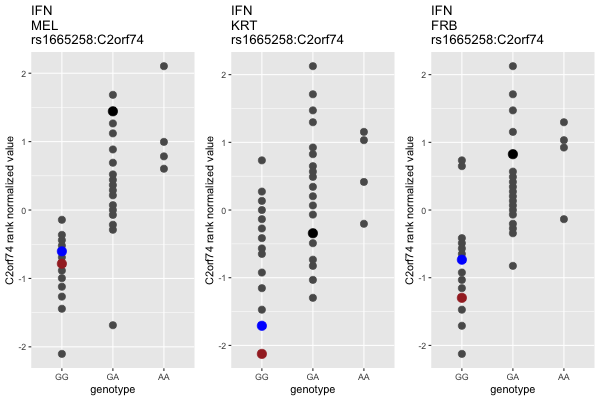 IFN
MEL
rs1665258:C2orf74
C2orf74 rank normalized value
2
1
0
-1
-2
GG
GA
AA
genotype
IFN
KRT
rs1665258:C2orf74
C2orf74 rank normalized value
2
1
0
-1
-2
GG
GA
AA
genotype
IFN
FRB
rs1665258:C2orf74
C2orf74 rank normalized value
2
1
0
-1
-2
GG
GA
AA
genotype